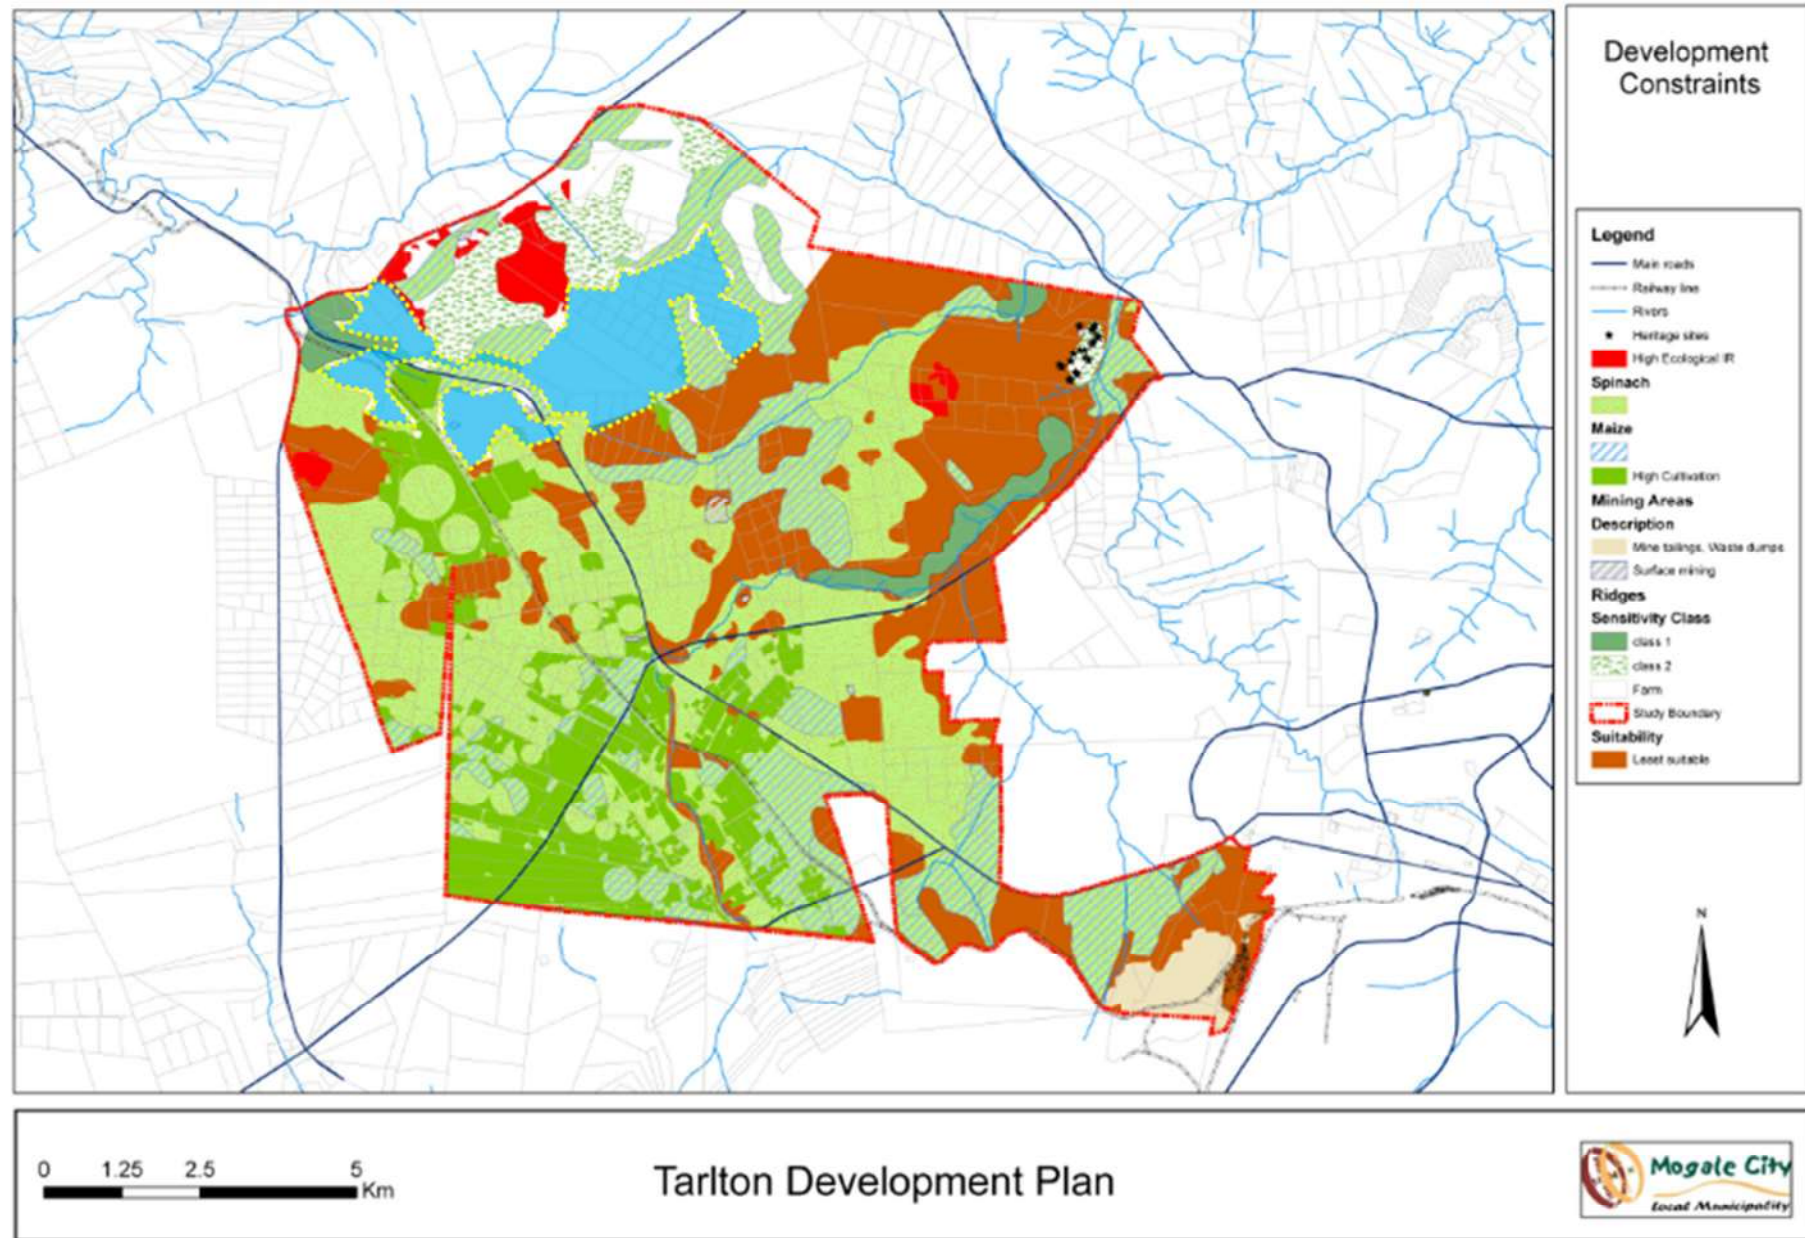 Development
Constraints
Legend
Main roads
Railway line
Rivers
Heritage sites
High Ecological IR
Spinach
Maize
High Cultivation
Mining Areas
Description
Mine tailings, Waste dumps
Surface mining
Ridges
Sensitivity Class
class 1
class 2
Farm
Study Boundary
Suitability
Least suitable
N
0 1.25 2.5 5
Km
Tarlton Development Plan
Mogale City
Local Municipality